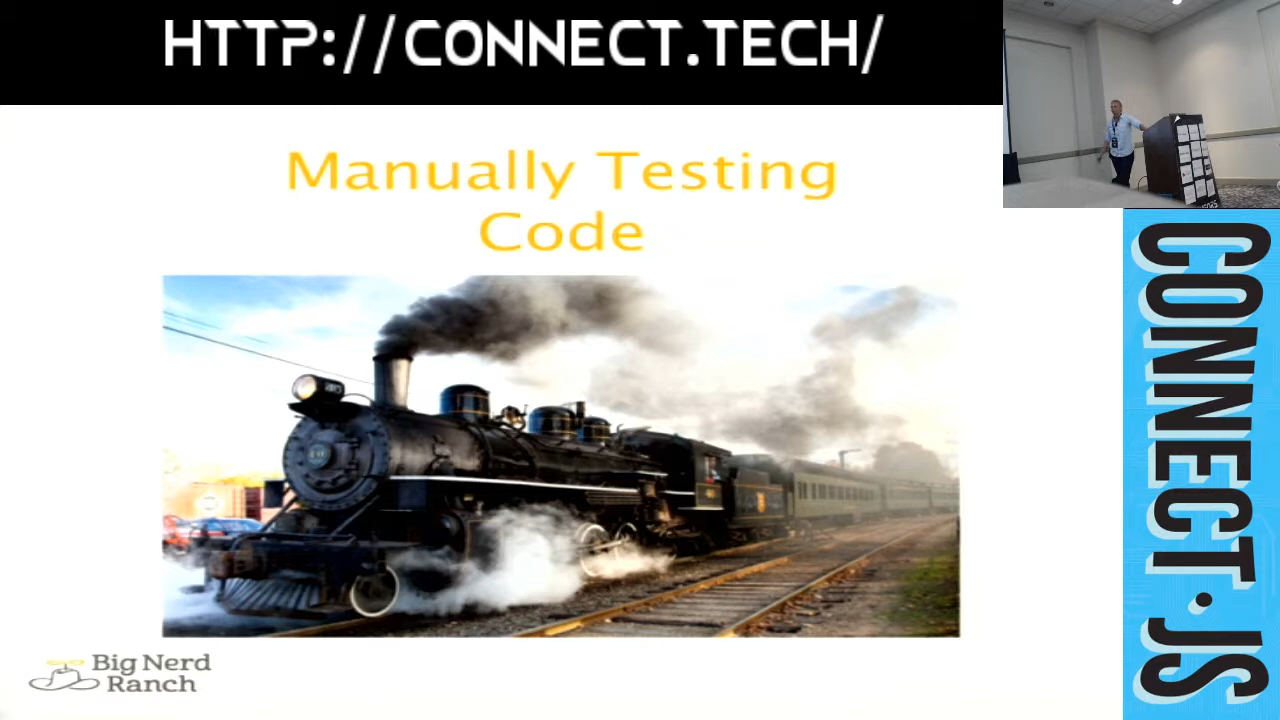 HTTP://CONNECT.TECH/
Manually Testing
Code
Big Nerd
Ranch
CONNECT.JS